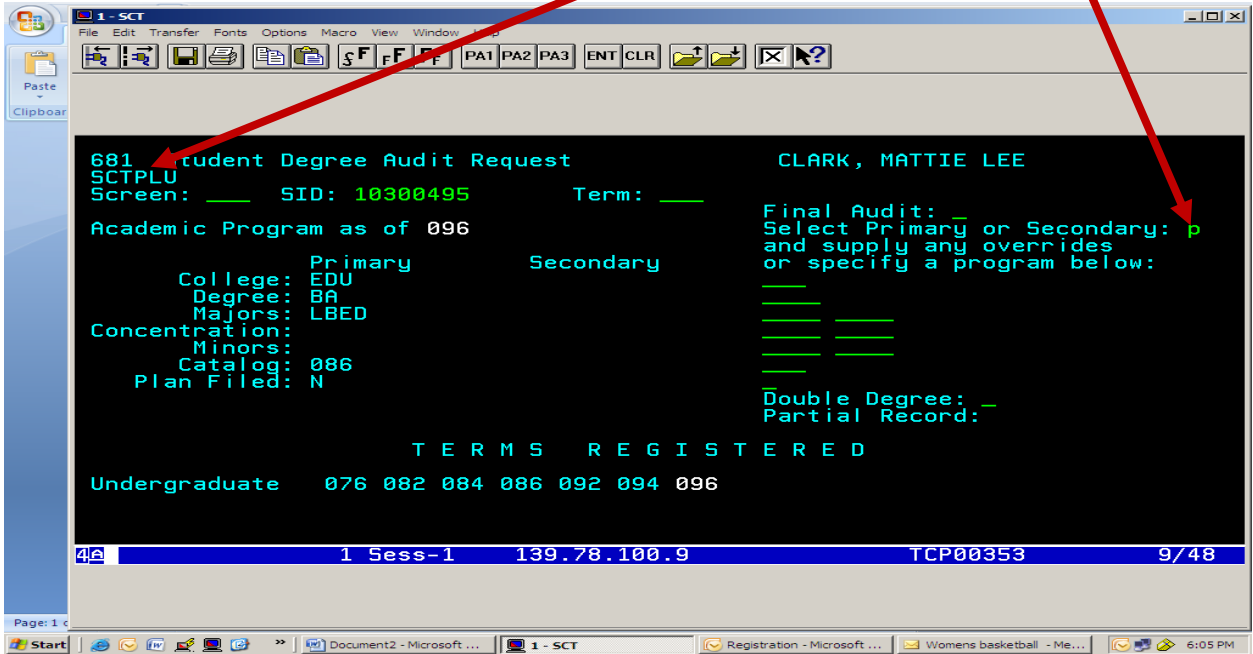 1 - SCT
File Edit Transfer Fonts Options Macro View Window
PA1 PA2 PA3 ENT CLR
Paste
Clipboar
681 tudent Degree Audit Request CLARK, MATTIE LEE
SCTPLU
Screen: ____ SID: 10300495 Term: ____
Final Audit: _
Academic Program as of 096 Select Primary or Secondary: p
and supply any overrides
Primary Secondary or specify a program below:
College: EDU
Degree: BA
Majors: LBED
Concentration:
Minors:
Catalog: 086
Plan Filed: N
Double Degree: _
Partial Record:
T E R M S R E G I S T E R E D
Undergraduate 076 082 084 086 092 094 096
4A 1 Sess-1 139.78.100.9 TCP00353 9/48
Page: 1 c
Start Document2 - Microsoft ... 1 - SCT Registration - Microsoft ... Womens basketball - Me... 6:05 PM